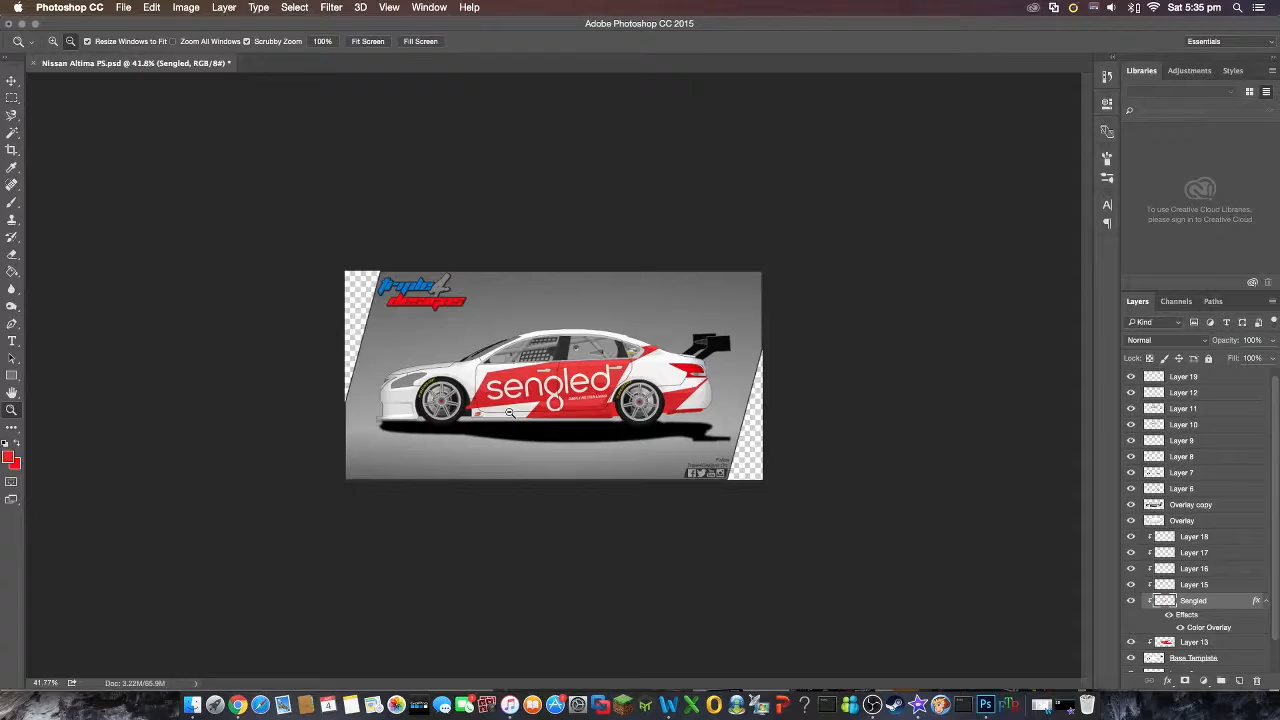 Photoshop CC File Edit Image Layer Type Select Filter 3D View Window Help Sat 5:35 pm
Adobe Photoshop CC 2015
Resize Windows to Fit Zoom All Windows Scrubby Zoom 100% Fit Screen Fill Screen Essentials
Nissan Altima PS.psd @ 41.8% (Sengled, RGB/8#) *
Libraries Adjustments Styles
To use Creative Cloud Libraries,
please sign in to Creative Cloud
Layers Channels Paths
Kind
Normal Opacity: 100%
Lock: Fill: 100%
Layer 19
Layer 12
Layer 11
Layer 10
Layer 9
Layer 8
Layer 7
Layer 6
Overlay copy
Overlay
Layer 18
Layer 17
Layer 16
Layer 15
Sengled fx
Effects
Color Overlay
Layer 13
Base Template
triple4
designs
sengled
Follow
41.77% Doc: 3.22M/65.9M